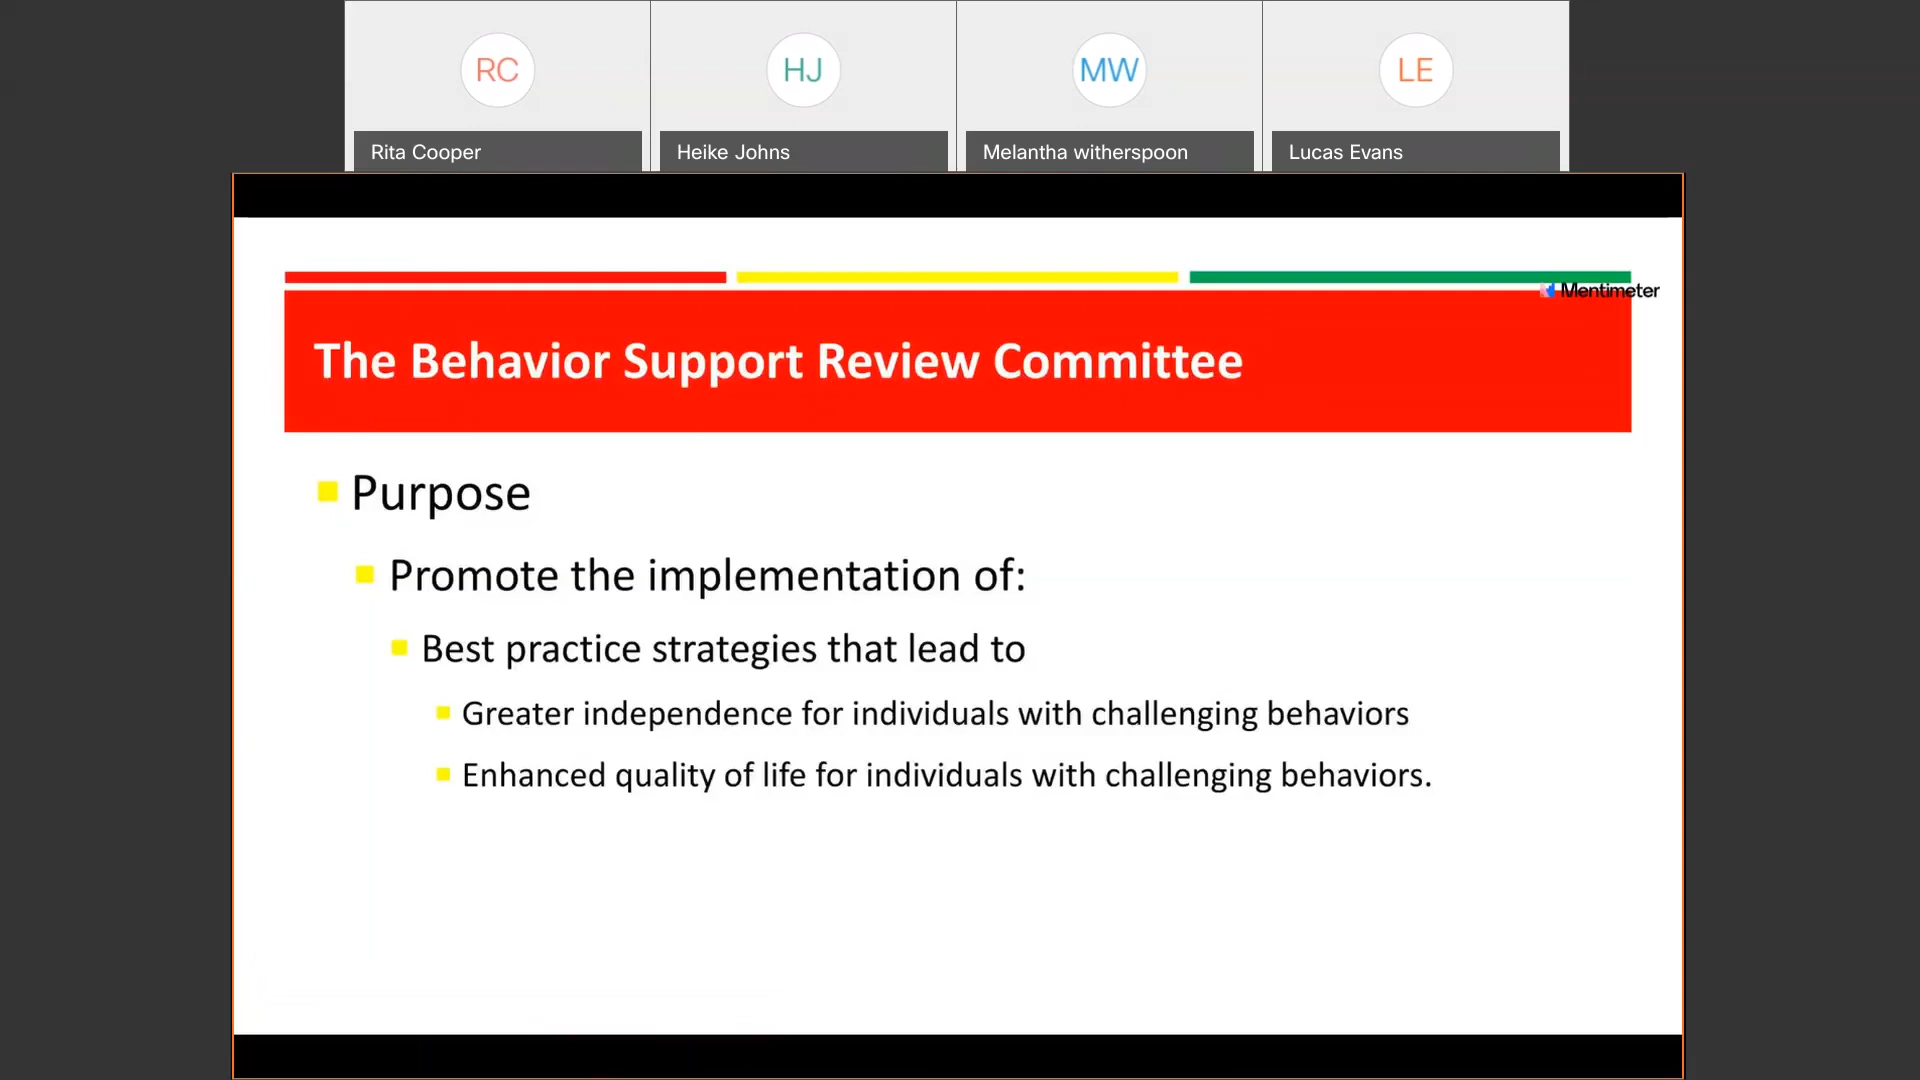 RC
HJ
MW
LE
Rita Cooper
Heike Johns
Melantha witherspoon
Lucas Evans
Mentimeter
The Behavior Support Review Committee
Purpose
Promote the implementation of:
Best practice strategies that lead to
Greater independence for individuals with challenging behaviors
Enhanced quality of life for individuals with challenging behaviors.